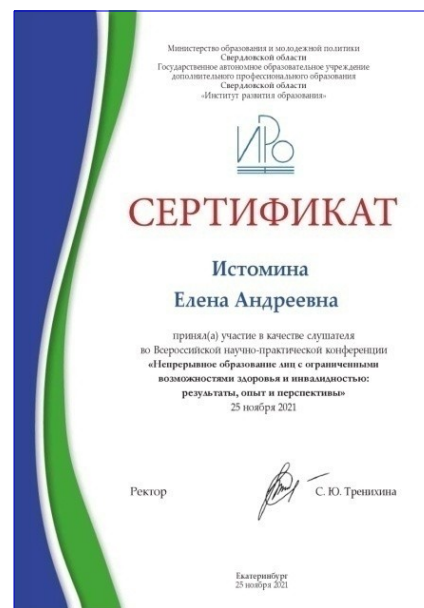 Министерство образования и молодежной политики
Свердловской области
Государственное автономное образовательное учреждение
дополнительного профессионального образования
Свердловской области
«Институт развития образования»
ИРО
СЕРТИФИКАТ
Истомина
Елена Андреевна
принял(а) участие в качестве слушателя
во Всероссийской научно-практической конференции
«Непрерывное образование лиц с ограниченными
возможностями здоровья и инвалидностью:
результаты, опыт и перспективы»
25 ноября 2021
Ректор
С. Ю. Тренихина
Екатеринбург
25 ноября 2021